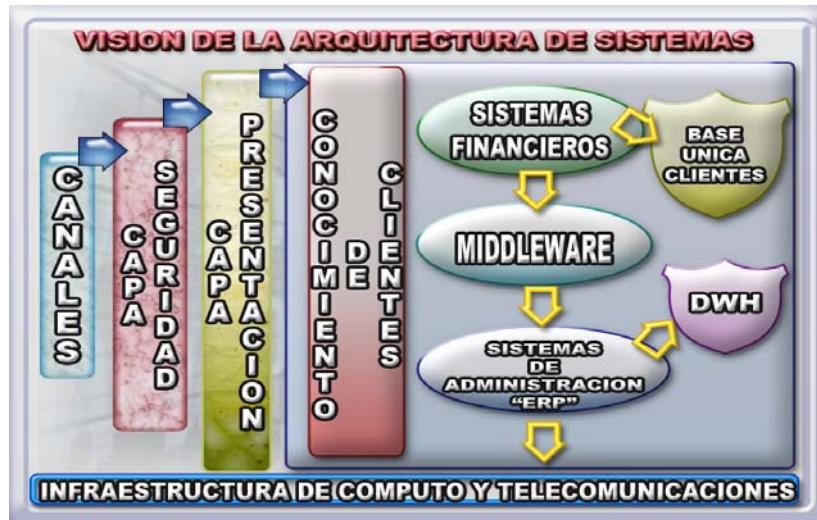 VISION DE LA ARQUITECTURA DE SISTEMAS
CANALES
CAPA
SEGURIDAD
CAPA
PRESENTACION
CONOCIMIENTO
DE
CLIENTES
SISTEMAS
FINANCIEROS
BASE
UNICA
CLIENTES
MIDDLEWARE
DWH
SISTEMAS
DE
ADMINISTRACION
“ERP”
INFRAESTRUCTURA DE COMPUTO Y TELECOMUNICACIONES